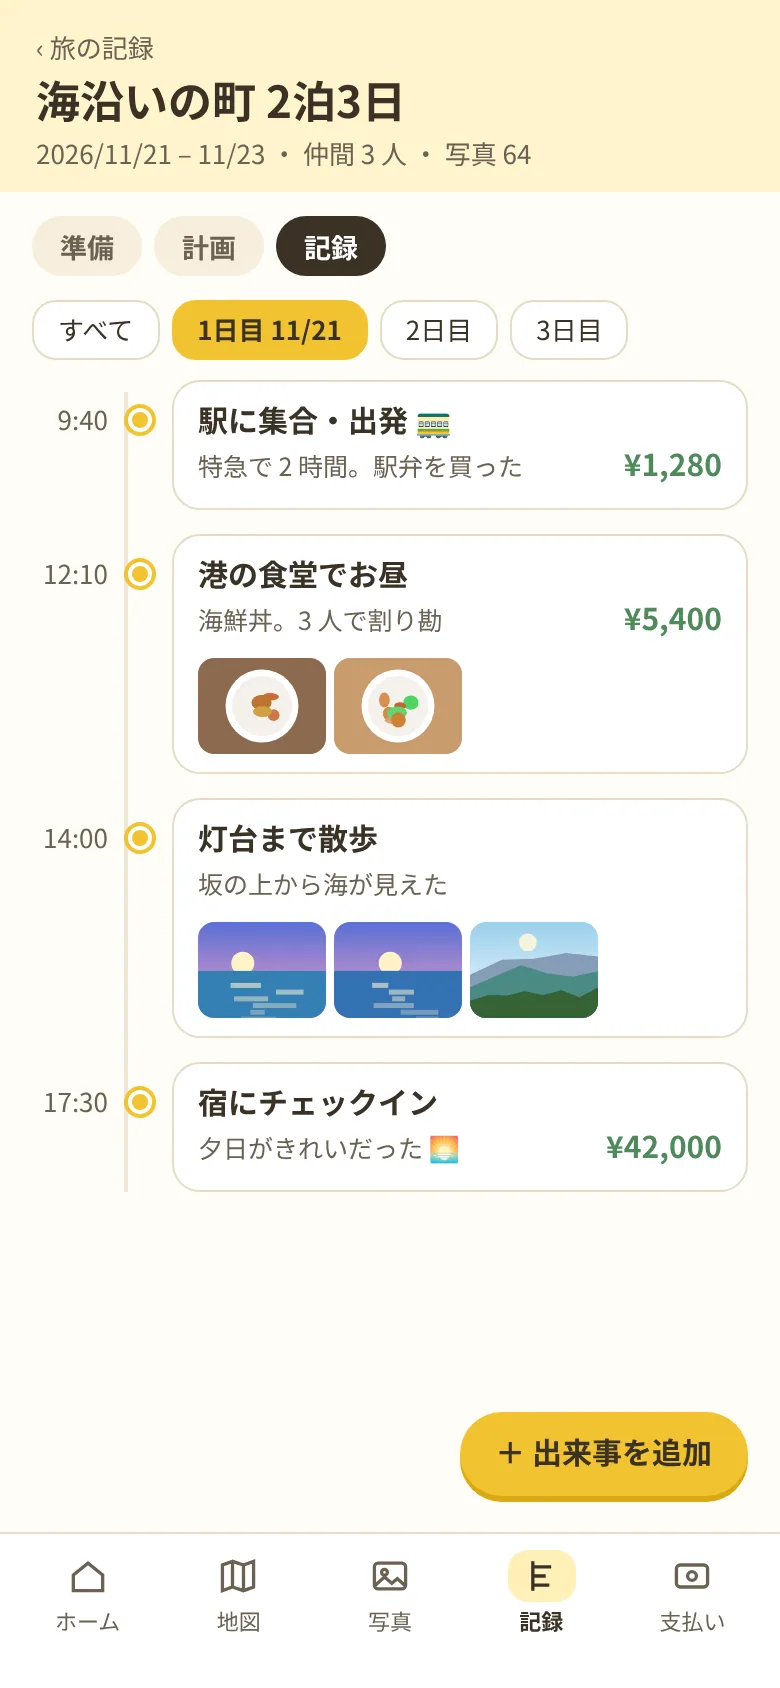 ‹ 旅の記録
海沿いの町 2泊3日
2026/11/21 – 11/23 ・ 仲間 3 人 ・ 写真 64
準備
計画
記録
すべて
1日目 11/21
2日目
3日目
9:40
駅に集合・出発 🚃
特急で 2 時間。駅弁を買った
¥1,280
12:10
港の食堂でお昼
海鮮丼。3 人で割り勘
¥5,400
14:00
灯台まで散歩
坂の上から海が見えた
17:30
宿にチェックイン
夕日がきれいだった 🌅
¥42,000
＋ 出来事を追加
ホーム
地図
写真
記録
支払い